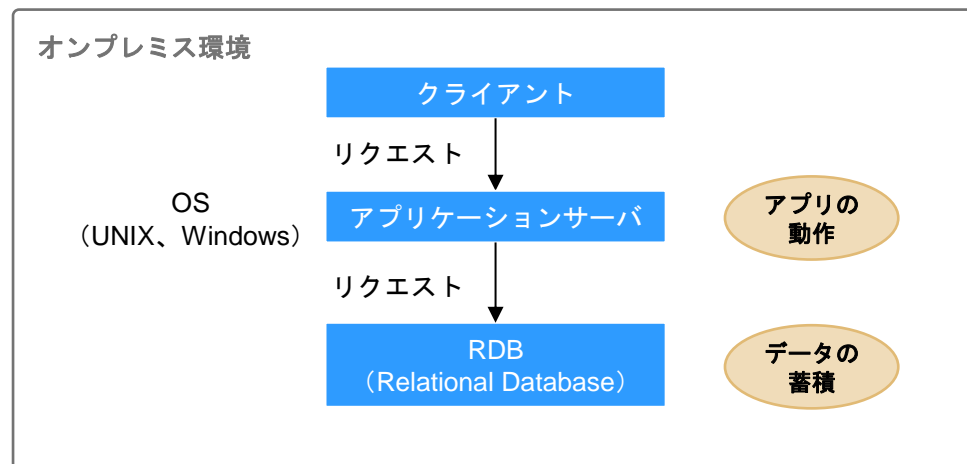 オンプレミス環境
クライアント
リクエスト
OS
（UNIX、Windows）
アプリケーションサーバ
アプリの
動作
リクエスト
RDB
（Relational Database）
データの
蓄積